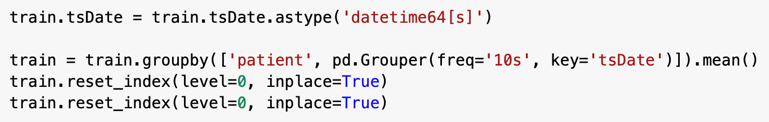 train.tsDate = train.tsDate.astype('datetime64[s]')
train = train.groupby(['patient', pd.Grouper(freq='10s', key='tsDate')]).mean()
train.reset_index(level=0, inplace=True)
train.reset_index(level=0, inplace=True)